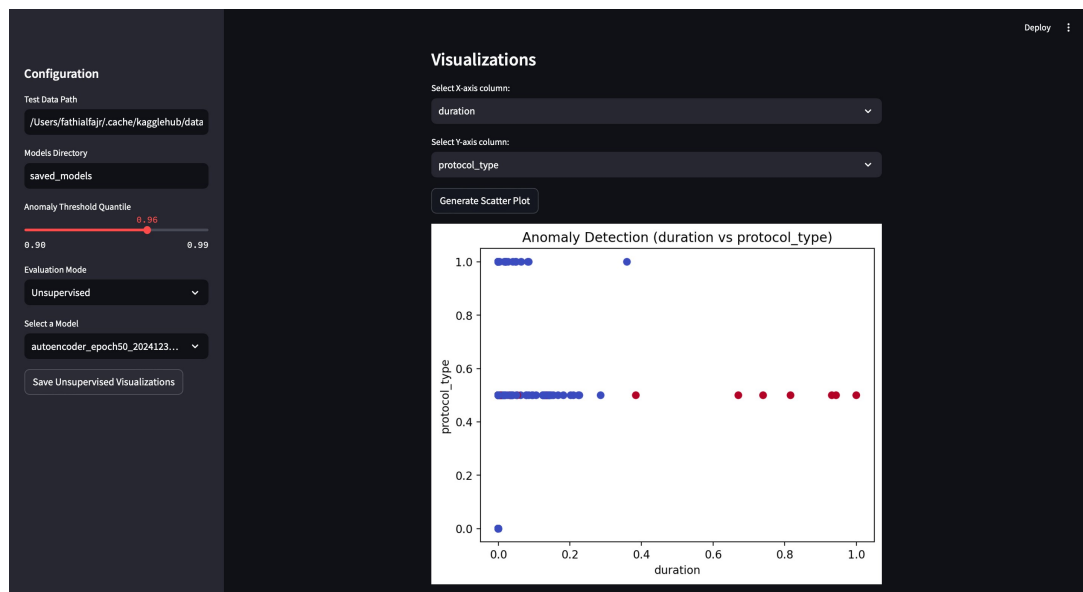 Deploy
Configuration
Test Data Path
/Users/fathialfajr/.cache/kagglehub/data
Models Directory
saved_models
Anomaly Threshold Quantile
0.96
0.90 0.99
Evaluation Mode
Unsupervised
Select a Model
autoencoder_epoch50_2024123...
Save Unsupervised Visualizations
Visualizations
Select X-axis column:
duration
Select Y-axis column:
protocol_type
Generate Scatter Plot
Anomaly Detection (duration vs protocol_type)
1.0
0.8
0.6
0.4
0.2
0.0
protocol_type
0.0 0.2 0.4 0.6 0.8 1.0
duration